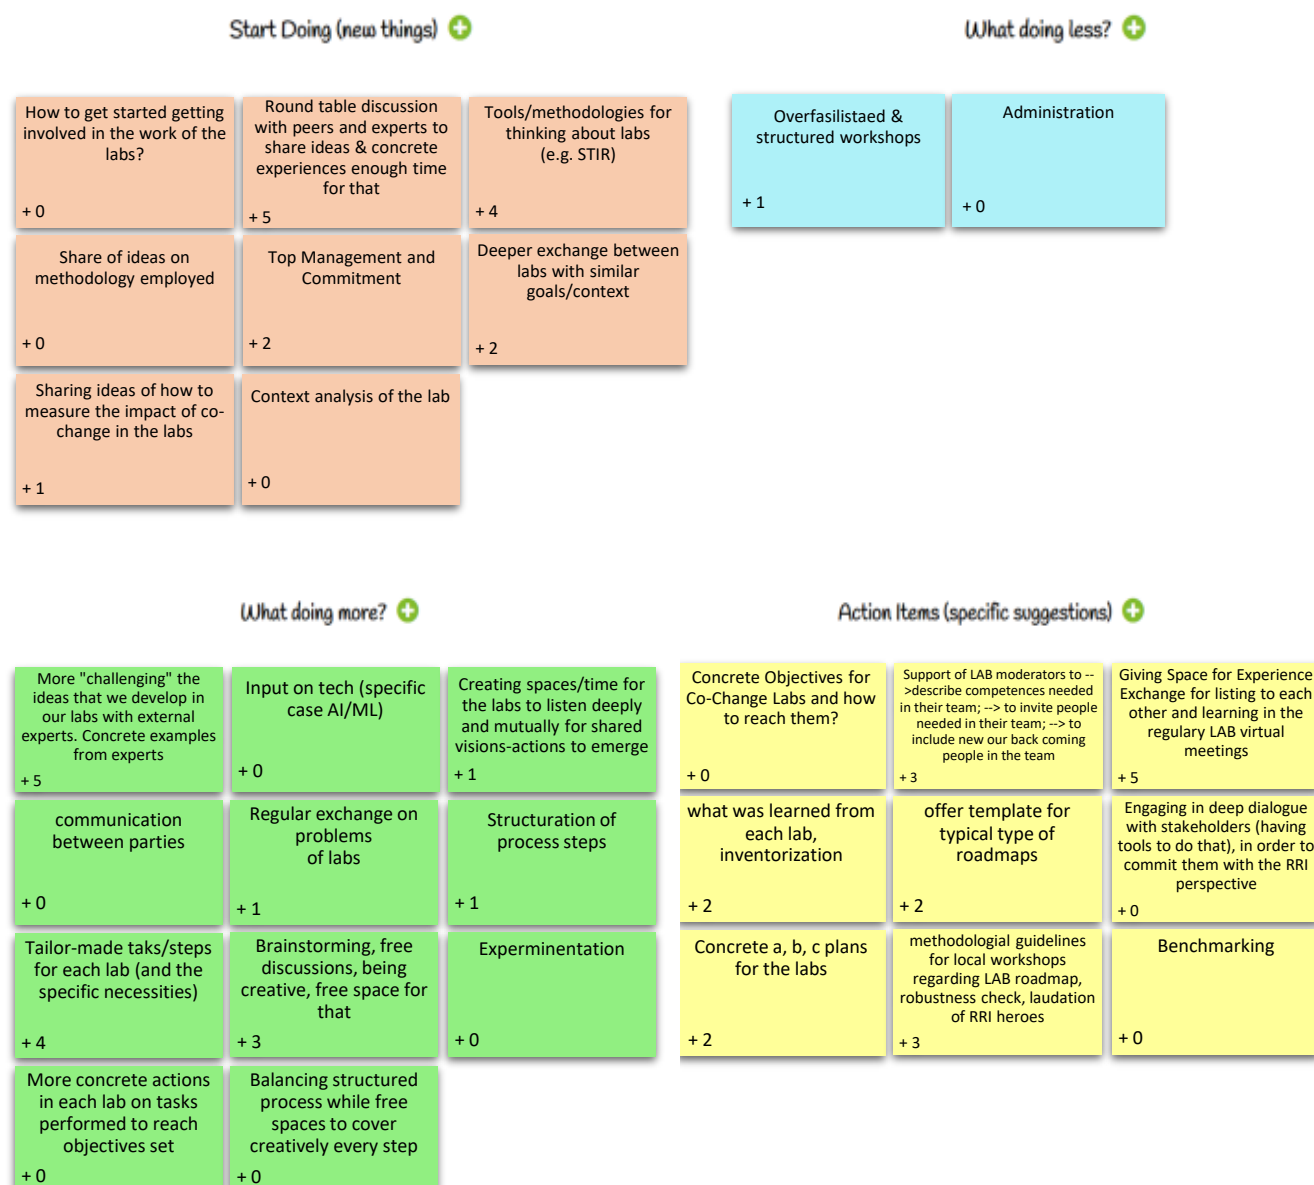 Start Doing (new things)
How to get started getting
involved in the work of the
labs?
+ 0
Round table discussion
with peers and experts to
share ideas & concrete
experiences enough time
for that
+ 5
Tools/methodologies for
thinking about labs
(e.g. STIR)
+ 4
Share of ideas on
methodology employed
+ 0
Top Management and
Commitment
+ 2
Deeper exchange between
labs with similar
goals/context
+ 2
Sharing ideas of how to
measure the impact of co-
change in the labs
+ 1
Context analysis of the lab
+ 0
What doing less?
Overfasilistaed &
structured workshops
+ 1
Administration
+ 0
What doing more?
More "challenging" the
ideas that we develop in
our labs with external
experts. Concrete examples
from experts
+ 5
Input on tech (specific
case AI/ML)
+ 0
Creating spaces/time for
the labs to listen deeply
and mutually for shared
visions-actions to emerge
+ 1
communication
between parties
+ 0
Regular exchange on
problems
of labs
+ 1
Structuration of
process steps
+ 1
Tailor-made taks/steps
for each lab (and the
specific necessities)
+ 4
Brainstorming, free
discussions, being
creative, free space for
that
+ 3
Experminentation
+ 0
More concrete actions
in each lab on tasks
performed to reach
objectives set
+ 0
Balancing structured
process while free
spaces to cover
creatively every step
+ 0
Action Items (specific suggestions)
Concrete Objectives for
Co-Change Labs and how
to reach them?
+ 0
Support of LAB moderators to --
>describe competences needed
in their team; --> to invite people
needed in their team; --> to
include new our back coming
people in the team
+ 3
Giving Space for Experience
Exchange for listing to each
other and learning in the
regulary LAB virtual
meetings
+ 5
what was learned from
each lab,
inventorization
+ 2
offer template for
typical type of
roadmaps
+ 2
Engaging in deep dialogue
with stakeholders (having
tools to do that), in order to
commit them with the RRI
perspective
+ 0
Concrete a, b, c plans
for the labs
+ 2
methodologial guidelines
for local workshops
regarding LAB roadmap,
robustness check, laudation
of RRI heroes
+ 3
Benchmarking
+ 0